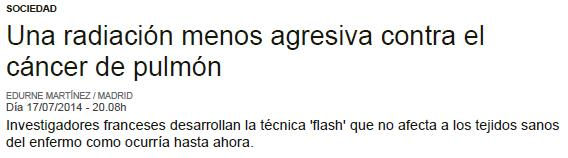 SOCIEDAD
Una radiación menos agresiva contra el
cáncer de pulmón
EDURNE MARTÍNEZ / MADRID
Día 17/07/2014 - 20.08h
Investigadores franceses desarrollan la técnica 'flash' que no afecta a los tejidos sanos
del enfermo como ocurría hasta ahora.